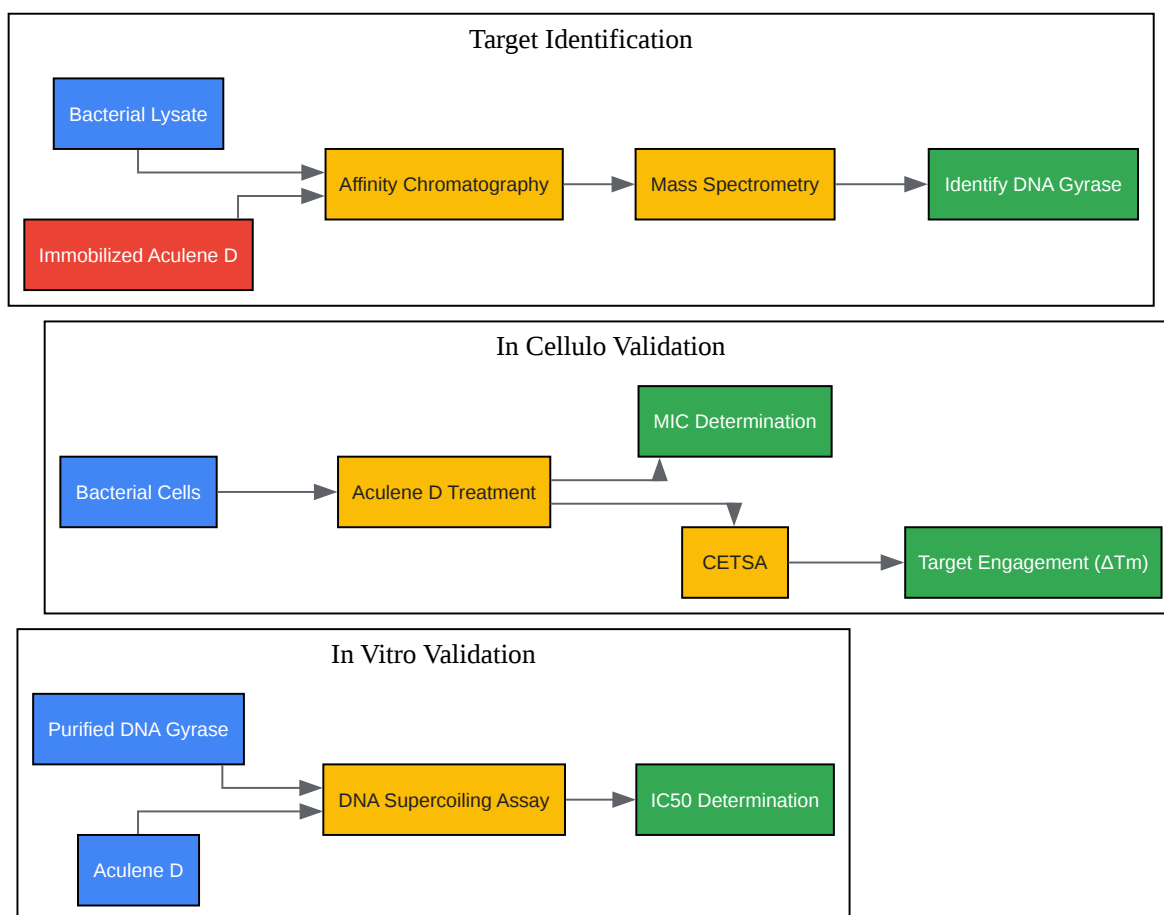 Target Identification
Bacterial Lysate
Immobilized Aculene D
Affinity Chromatography
Mass Spectrometry
Identify DNA Gyrase
In Cellulo Validation
Bacterial Cells
Aculene D Treatment
MIC Determination
CETSA
Target Engagement (ΔTm)
In Vitro Validation
Purified DNA Gyrase
Aculene D
DNA Supercoiling Assay
IC50 Determination